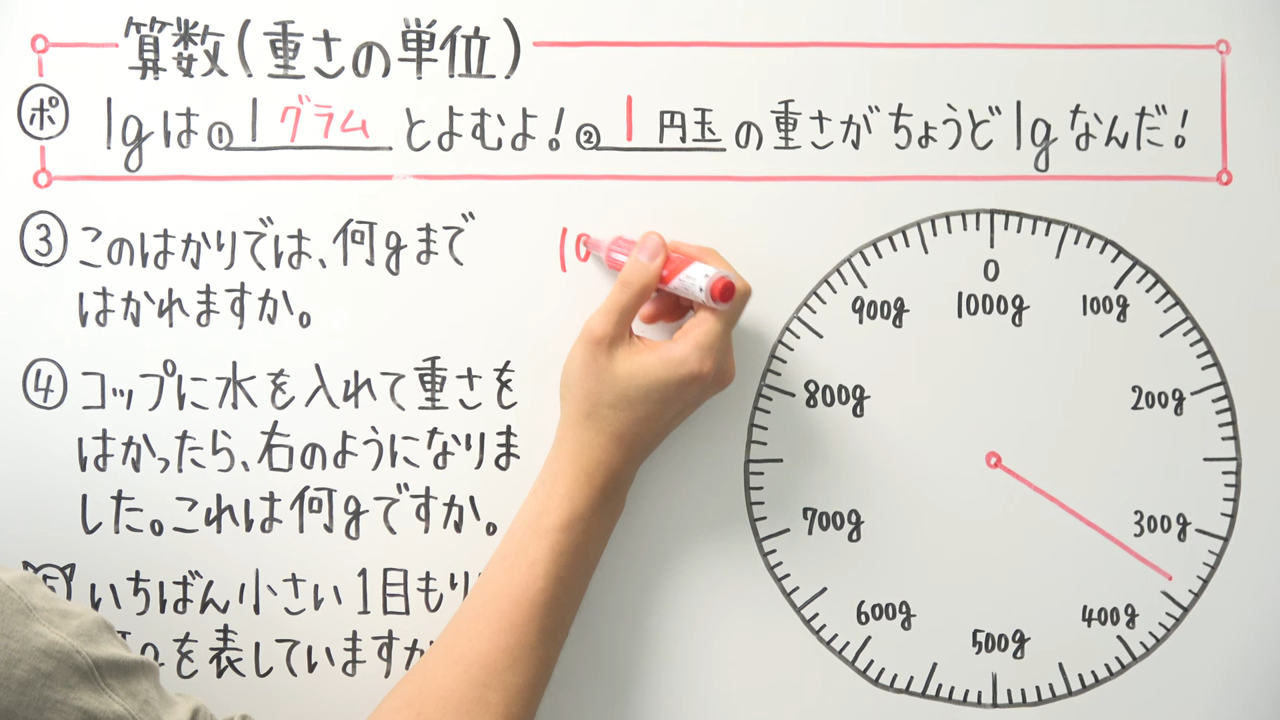 算数(重さの単位)
ポ 1gは①1グラムとよむよ!②1円玉の重さがちょうど1gなんだ!
③このはかりでは、何gまで
はかれますか。
10
④コップに水を入れて重さを
はかったら、右のようになりま
した。これは何gですか。
いちばん小さい1目もり
gを表していますか
0
1000g
100g
200g
300g
400g
500g
600g
700g
800g
900g